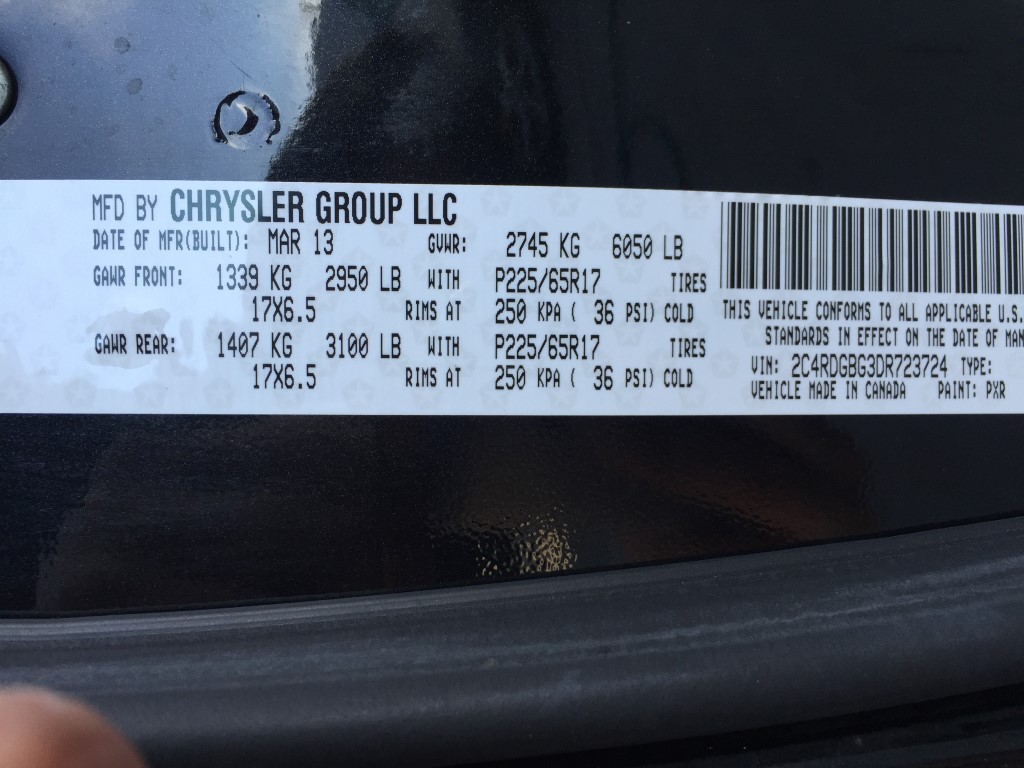 MFD BY CHRYSLER GROUP LLC
DATE OF MFR(BUILT): MAR 13 GVWR: 2745 KG 6050 LB
GAWR FRONT: 1339 KG 2950 LB WITH P225/65R17 TIRES
17X6.5 RIMS AT 250 KPA ( 36 PSI) COLD
GAWR REAR: 1407 KG 3100 LB WITH P225/65R17 TIRES
17X6.5 RIMS AT 250 KPA ( 36 PSI) COLD
THIS VEHICLE CONFORMS TO ALL APPLICABLE U.S.
STANDARDS IN EFFECT ON THE DATE OF MAN
VIN: 2C4RDGBG3DR723724 TYPE:
VEHICLE MADE IN CANADA PAINT: PXR